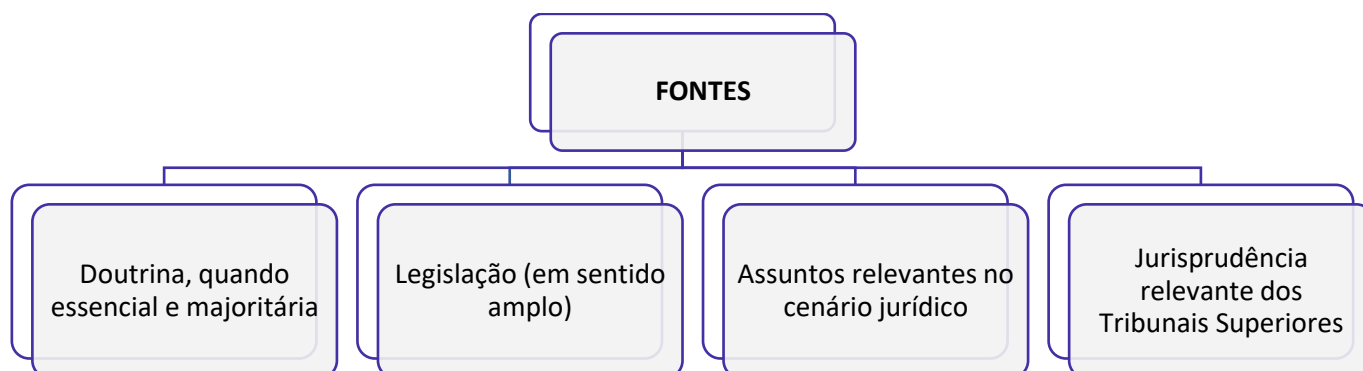 FONTES
Doutrina, quando
essencial e majoritária
Legislação (em sentido
amplo)
Assuntos relevantes no
cenário jurídico
Jurisprudência
relevante dos
Tribunais Superiores